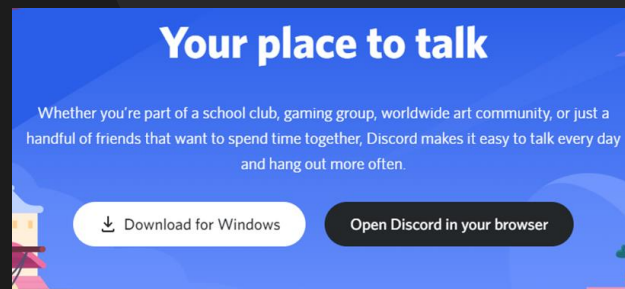 Your place to talk
Whether you're part of a school club, gaming group, worldwide art community, or just a
handful of friends that want to spend time together, Discord makes it easy to talk every day
and hang out more often.
Download for Windows
Open Discord in your browser